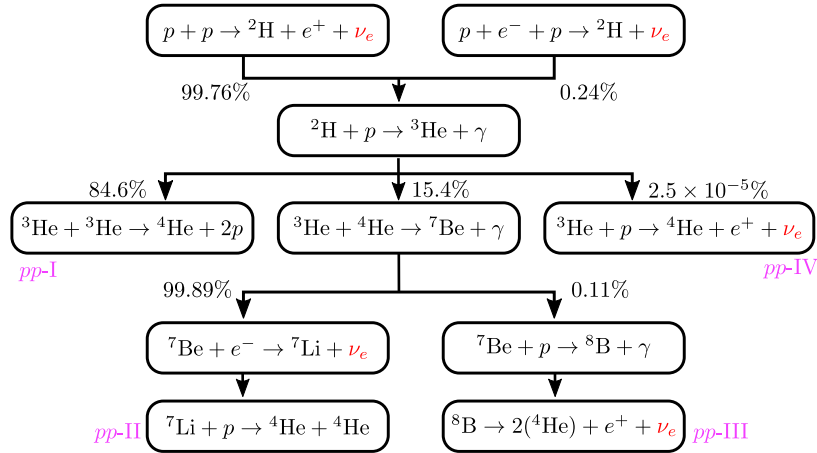 p + p → ²H + e⁺ + νₑ
p + e⁻ + p → ²H + νₑ
99.76%
0.24%
²H + p → ³He + γ
84.6%
15.4%
2.5 × 10⁻⁵%
³He + ³He → ⁴He + 2p
³He + ⁴He → ⁷Be + γ
³He + p → ⁴He + e⁺ + νₑ
pp-I
pp-IV
99.89%
0.11%
⁷Be + e⁻ → ⁷Li + νₑ
⁷Be + p → ⁸B + γ
⁷Li + p → ⁴He + ⁴He
pp-II
⁸B → 2(⁴He) + e⁺ + νₑ
pp-III